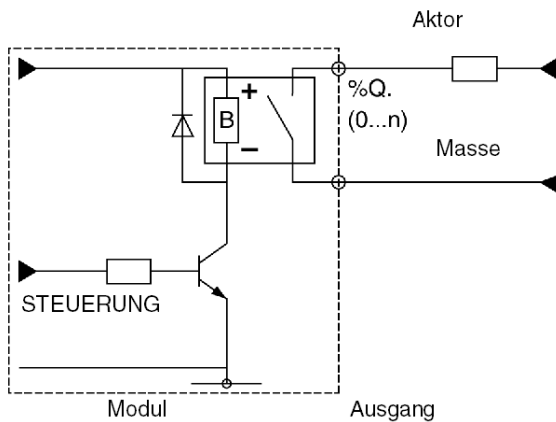 Aktor
+
B
–
%Q.
(0...n)
Masse
STEUERUNG
Modul
Ausgang